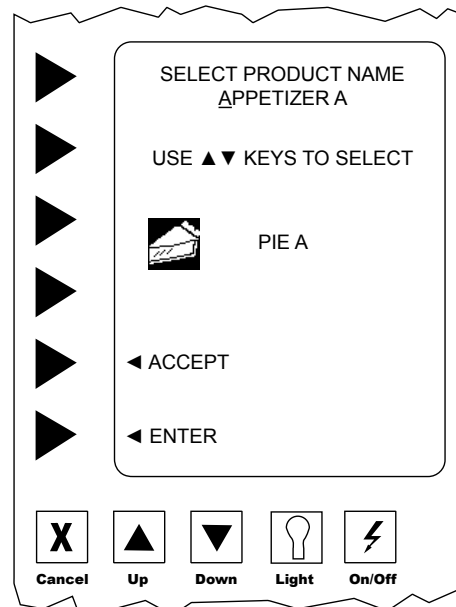 SELECT PRODUCT NAME
APPETIZER A
USE ▲▼ KEYS TO SELECT
PIE A
◄ ACCEPT
◄ ENTER
X
Cancel Up Down Light On/Off